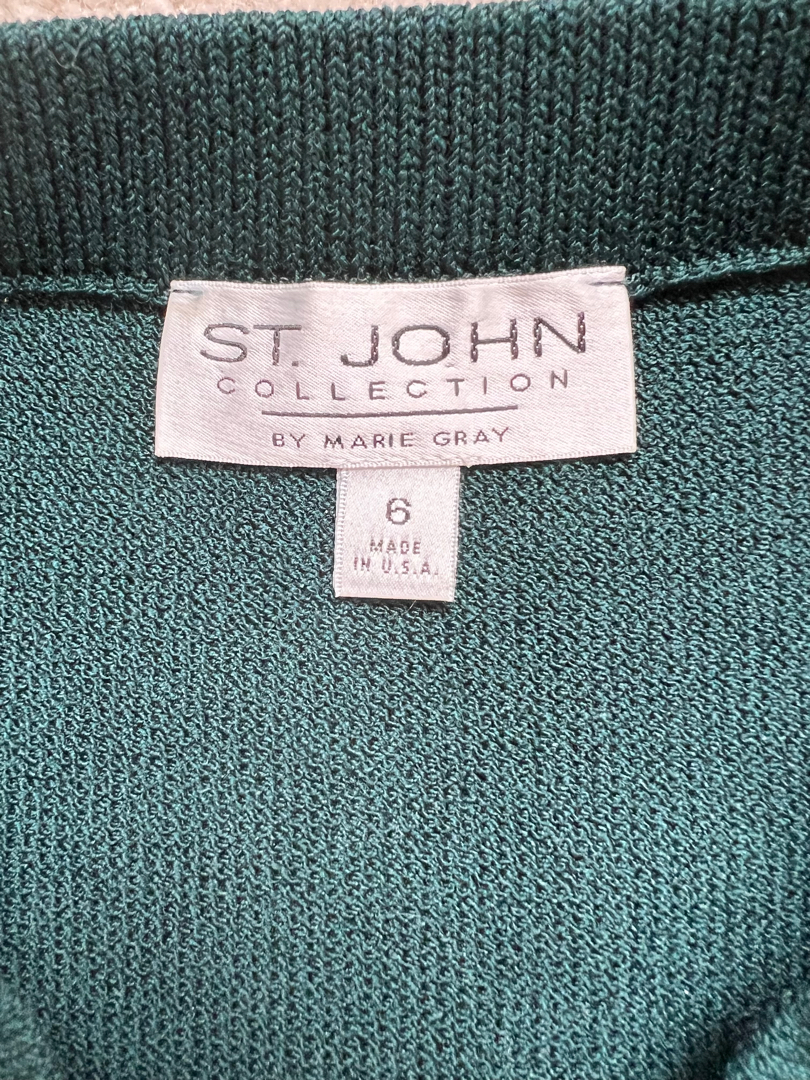 ST. JOHN
COLLECTION
BY MARIE GRAY
6
MADE
IN U.S.A.